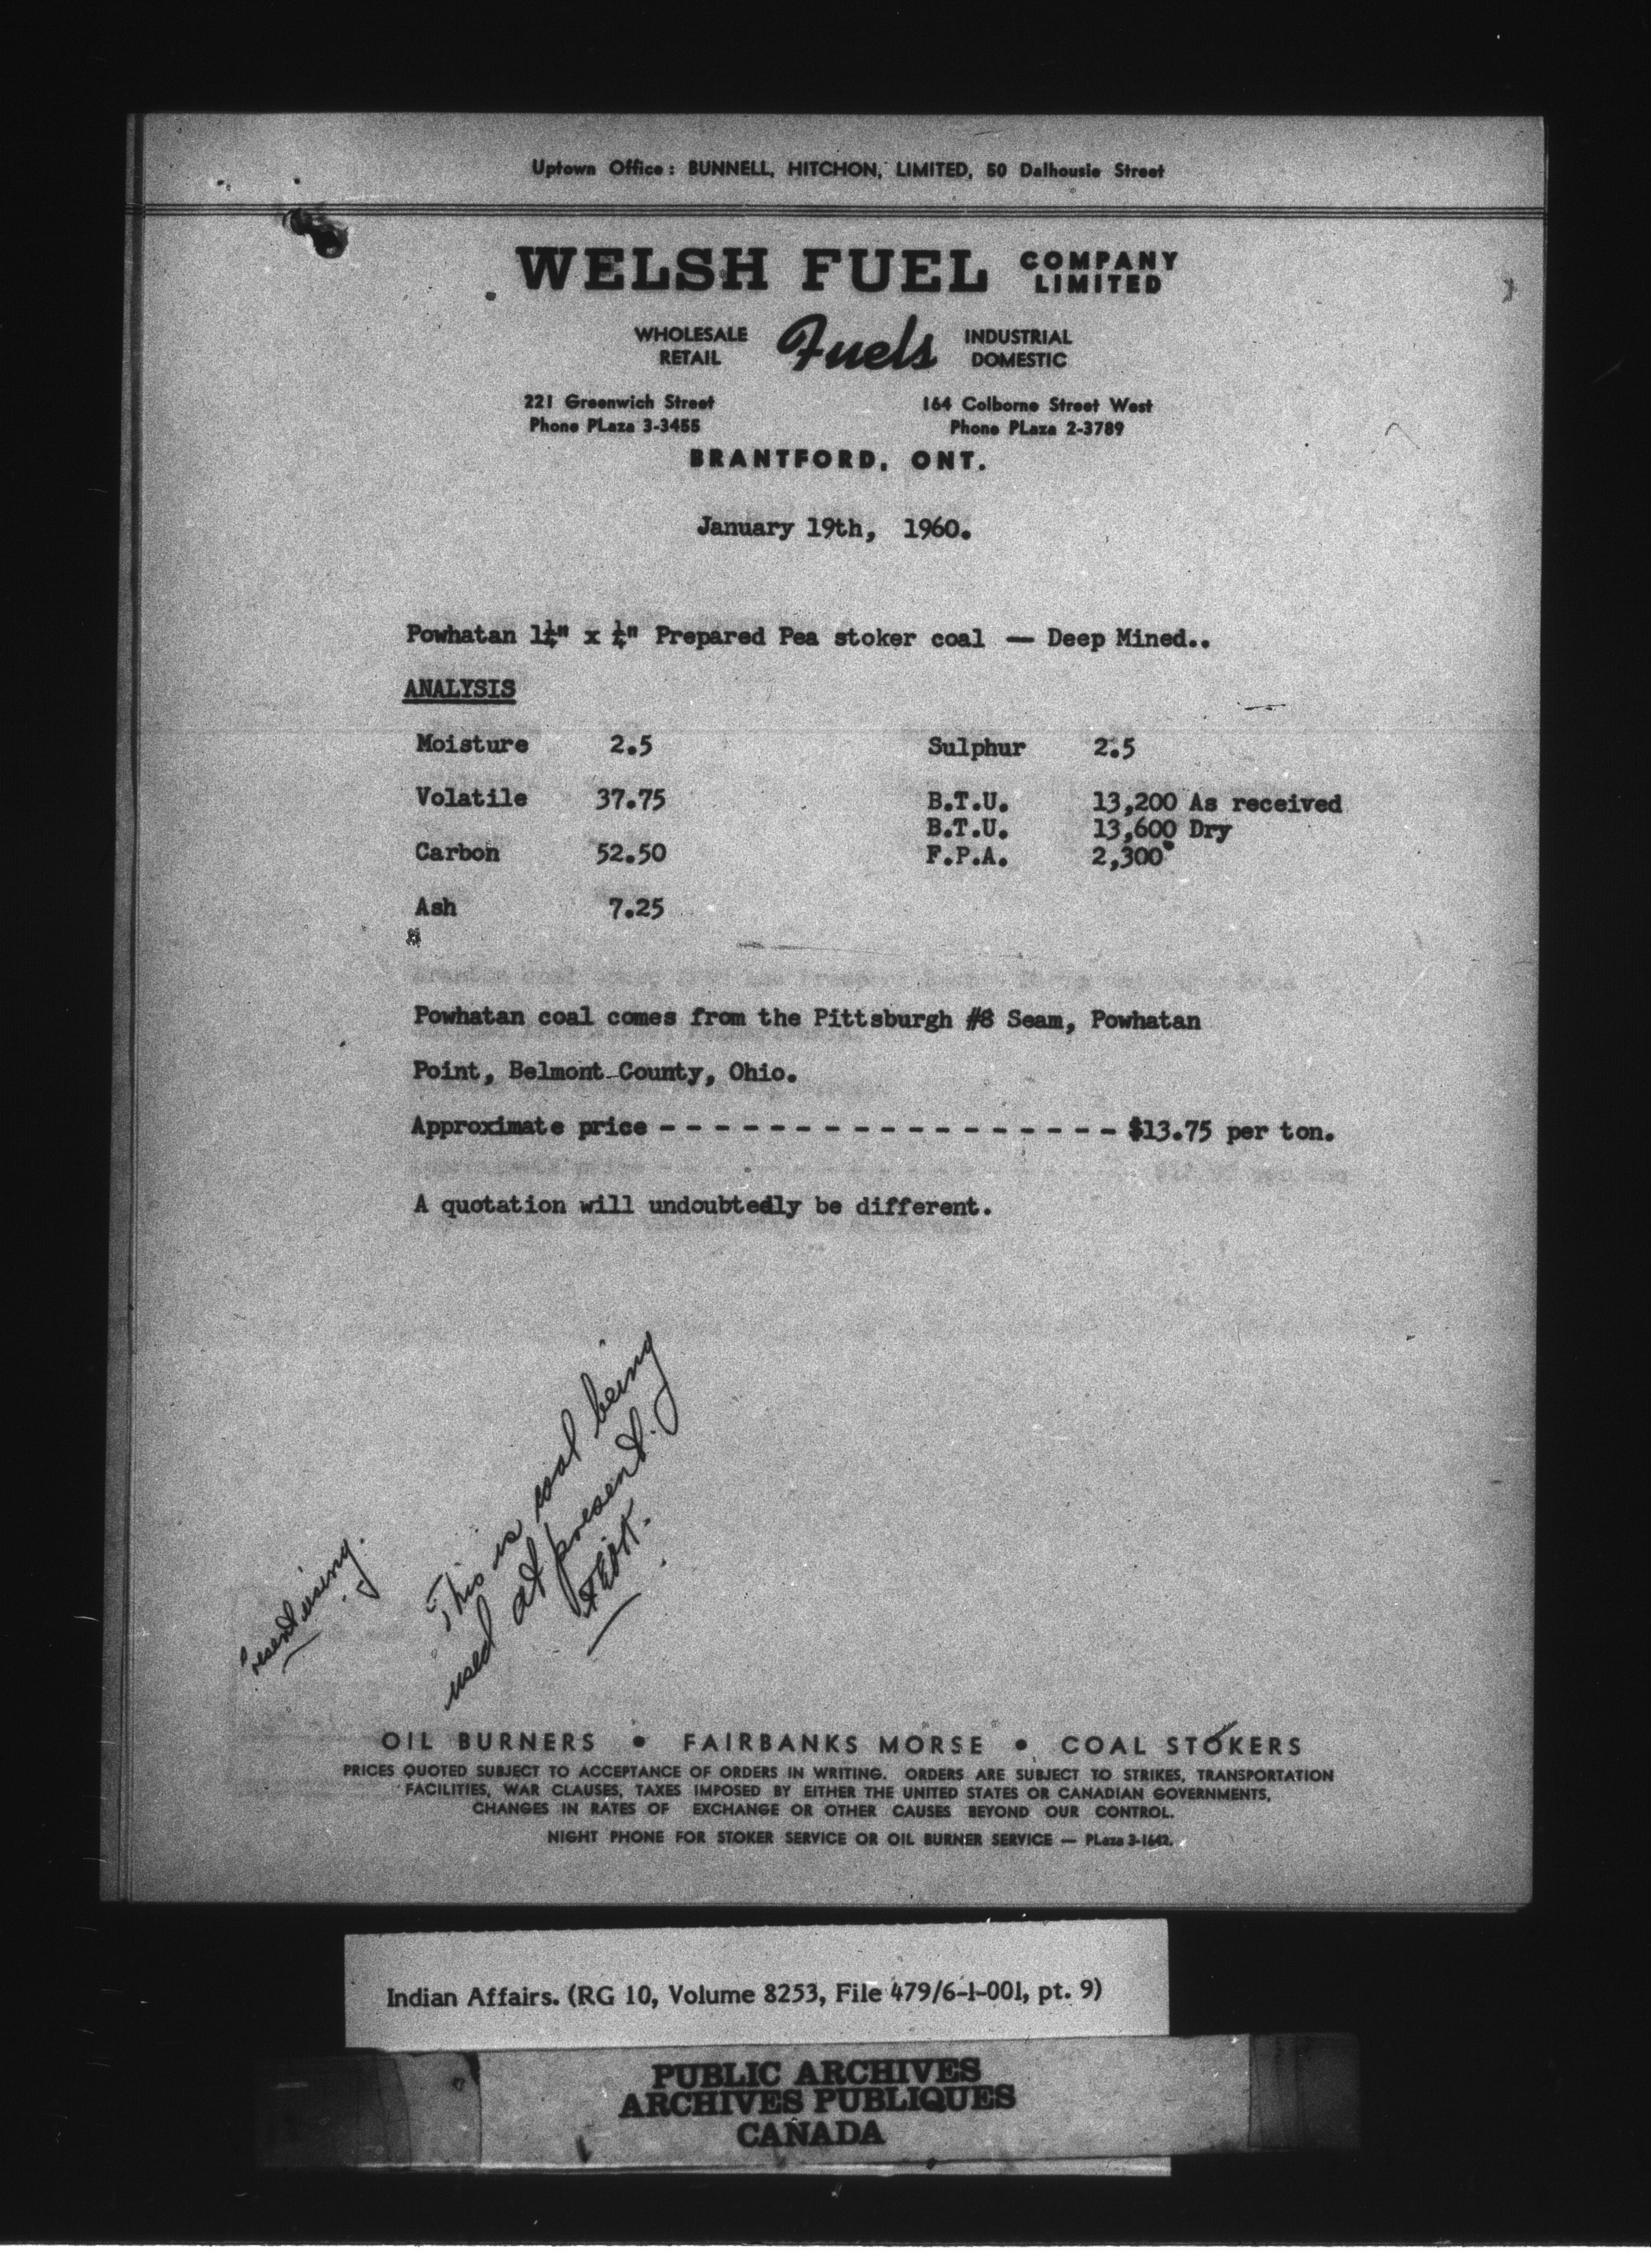 Uptown Office: BUNNELL, HITCHON, LIMITED, 50 Dalhousie Street
WELSH FUEL COMPANY LIMITED
WHOLESALE RETAIL Fuels INDUSTRIAL DOMESTIC
221 Greenwich Street 164 Colborne Street West
Phone PLaza 3-3455 Phone PLaza 2-3789
BRANTFORD, ONT.
January 19th, 1960.
Powhatan 1¼" x ¼" Prepared Pea stoker coal — Deep Mined..
ANALYSIS
Moisture 2.5 Sulphur 2.5
Volatile 37.75 B.T.U. 13,200 As received
B.T.U. 13,600 Dry
Carbon 52.50 F.P.A. 2,300°
Ash 7.25
Powhatan coal comes from the Pittsburgh #8 Seam, Powhatan
Point, Belmont County, Ohio.
Approximate price - - - - - - - - - - - - - - - - - $13.75 per ton.
A quotation will undoubtedly be different.
This is coal being
used at present.
using.
OIL BURNERS • FAIRBANKS MORSE • COAL STOKERS
PRICES QUOTED SUBJECT TO ACCEPTANCE OF ORDERS IN WRITING. ORDERS ARE SUBJECT TO STRIKES, TRANSPORTATION
FACILITIES, WAR CLAUSES, TAXES IMPOSED BY EITHER THE UNITED STATES OR CANADIAN GOVERNMENTS,
CHANGES IN RATES OF EXCHANGE OR OTHER CAUSES BEYOND OUR CONTROL.
NIGHT PHONE FOR STOKER SERVICE OR OIL BURNER SERVICE — PLaza 3-1642.
Indian Affairs. (RG 10, Volume 8253, File 479/6-1-001, pt. 9)
PUBLIC ARCHIVES
ARCHIVES PUBLIQUES
CANADA